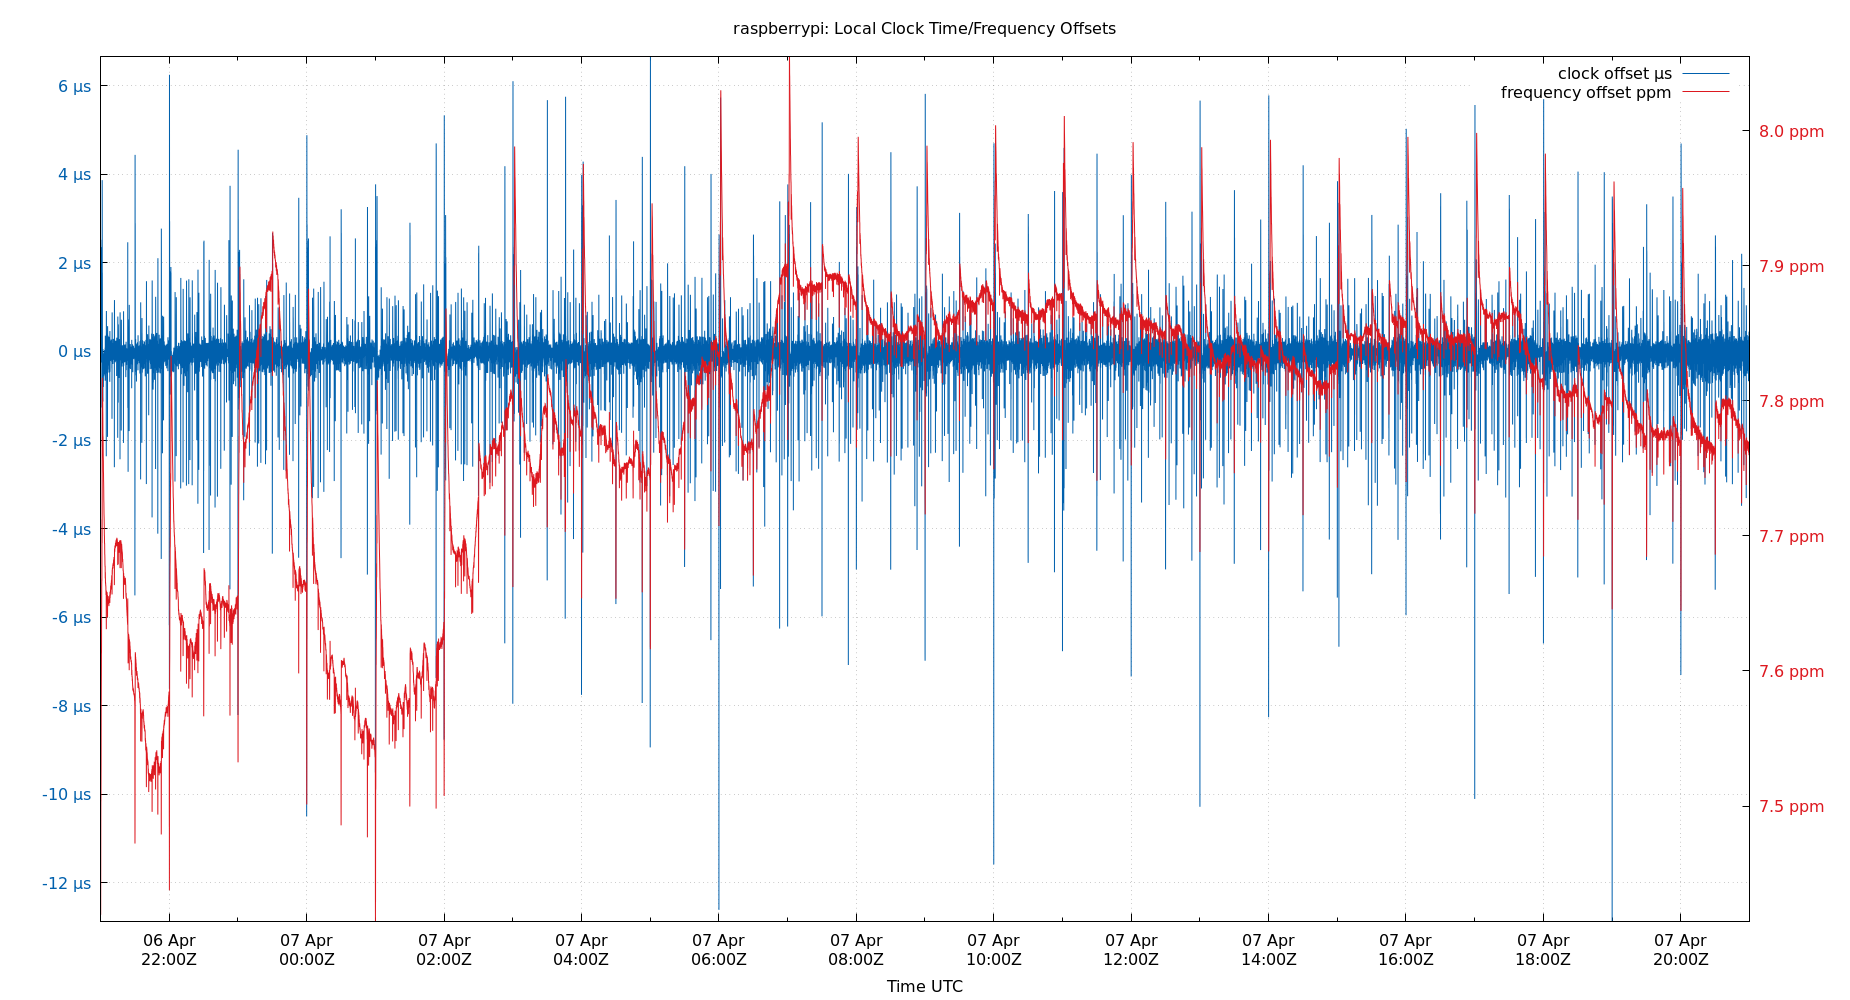 raspberrypi: Local Clock Time/Frequency Offsets
clock offset µs
frequency offset ppm
6 µs
4 µs
2 µs
0 µs
-2 µs
-4 µs
-6 µs
-8 µs
-10 µs
-12 µs
8.0 ppm
7.9 ppm
7.8 ppm
7.7 ppm
7.6 ppm
7.5 ppm
06 Apr
22:00Z
07 Apr
00:00Z
07 Apr
02:00Z
07 Apr
04:00Z
07 Apr
06:00Z
07 Apr
08:00Z
07 Apr
10:00Z
07 Apr
12:00Z
07 Apr
14:00Z
07 Apr
16:00Z
07 Apr
18:00Z
07 Apr
20:00Z
Time UTC